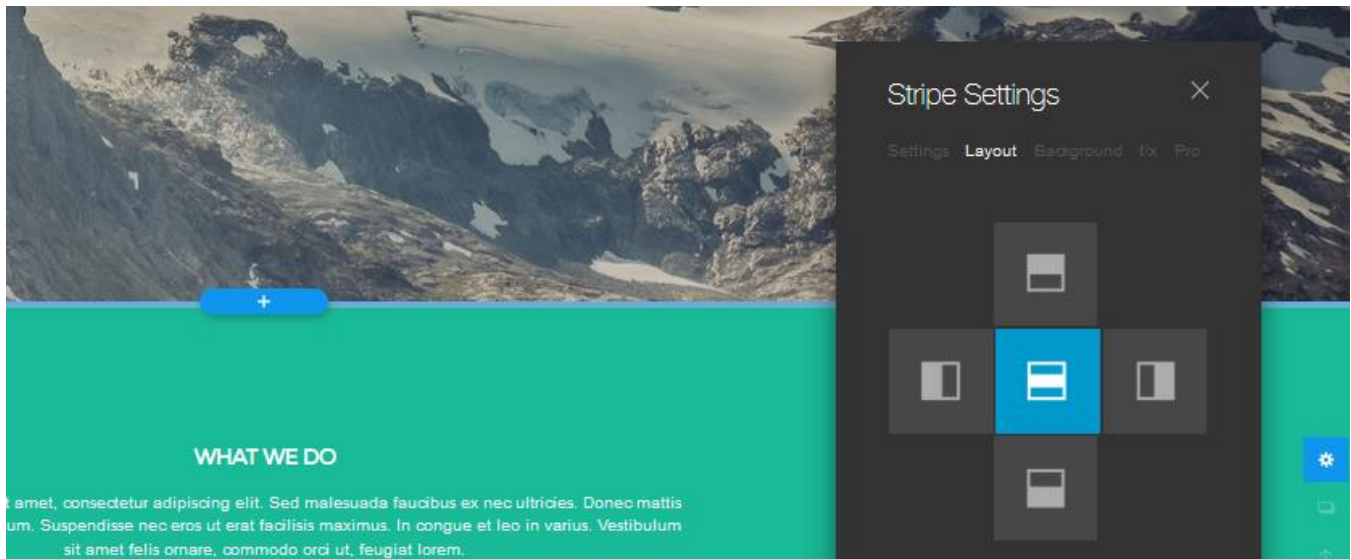 Stripe Settings
Settings Layout Background f/x Pro
+
WHAT WE DO
t amet, consectetur adipiscing elit. Sed malesuada faucibus ex nec ultricies. Donec mattis
um. Suspendisse nec eros ut erat facilisis maximus. In congue et leo in varius. Vestibulum
sit amet felis ornare, commodo orci ut, feugiat lorem.